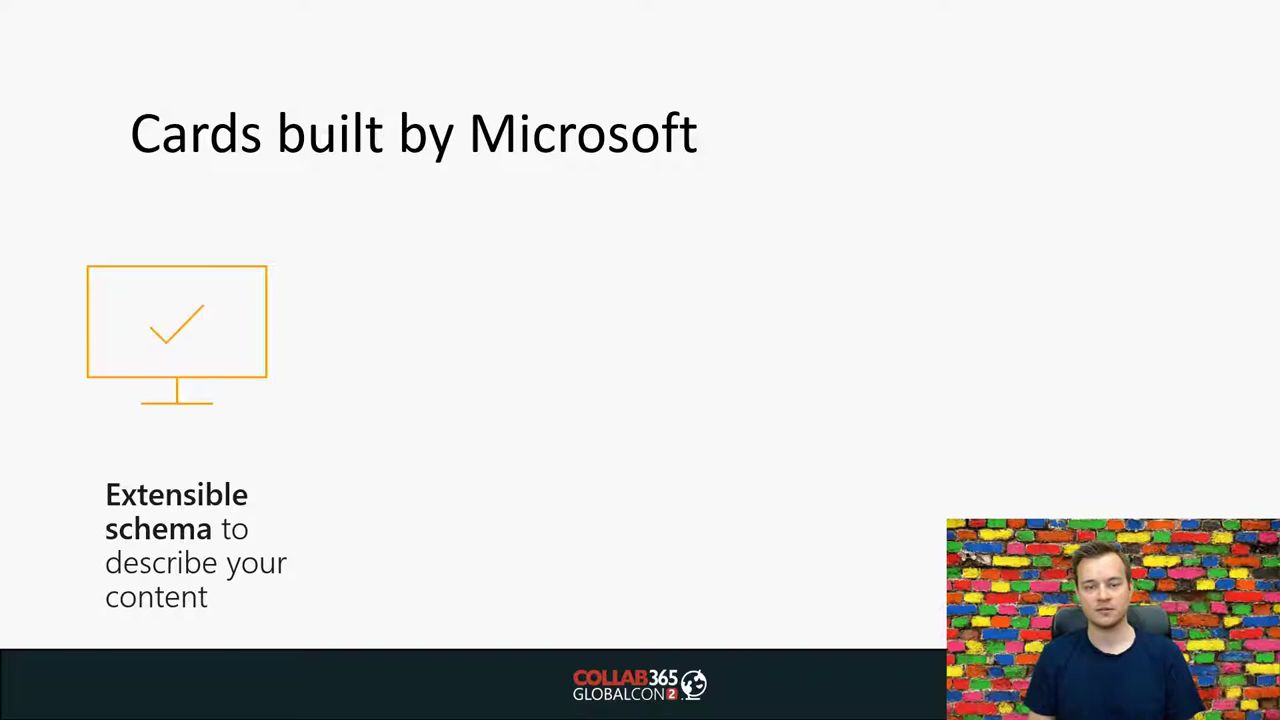 Cards built by Microsoft
Extensible
schema to
describe your
content
COLLAB365
GLOBALCON2